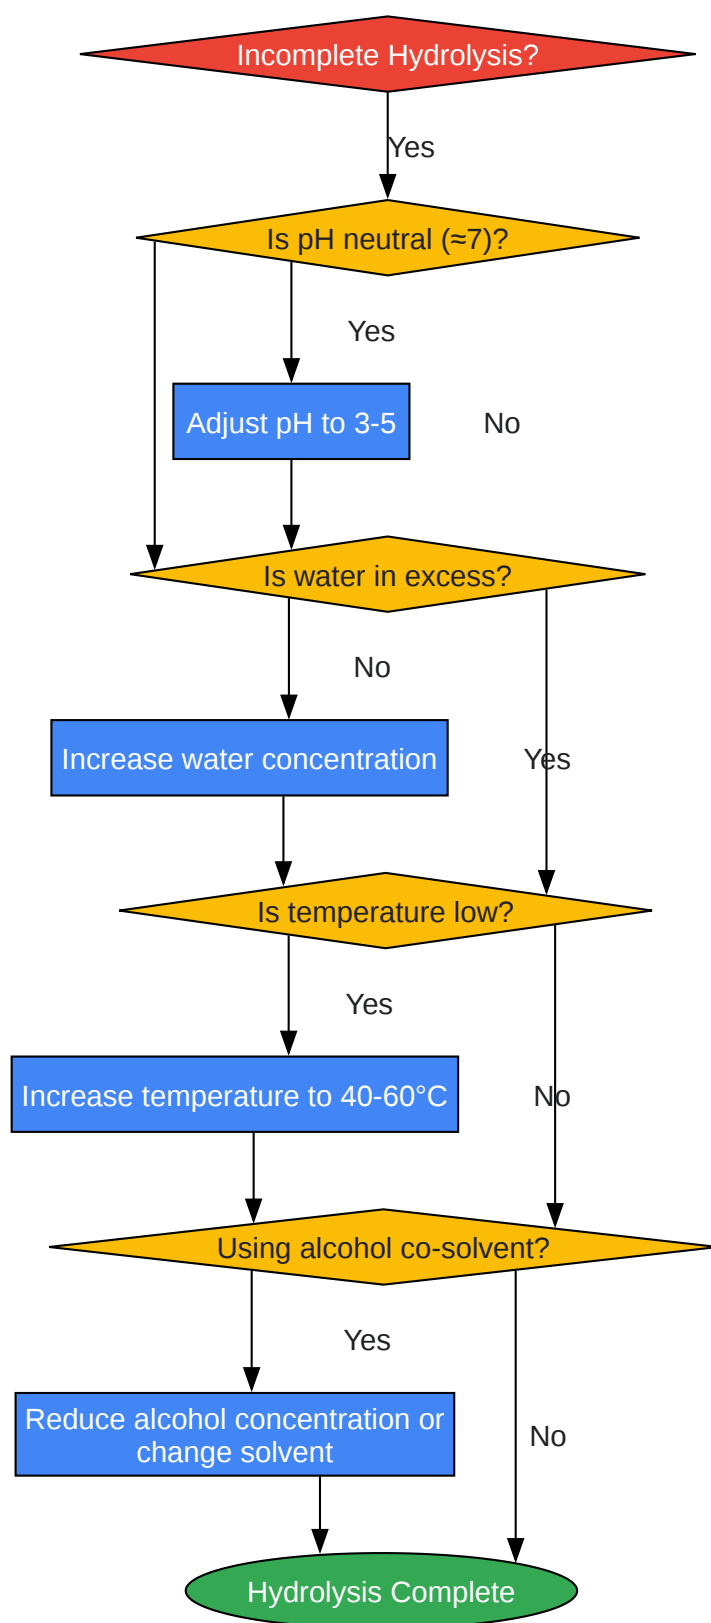 Incomplete Hydrolysis?
Yes
Is pH neutral (≈7)?
Yes
Adjust pH to 3-5
No
Is water in excess?
No
Increase water concentration
Yes
Is temperature low?
Yes
Increase temperature to 40-60°C
No
Using alcohol co-solvent?
Yes
Reduce alcohol concentration or
change solvent
No
Hydrolysis Complete